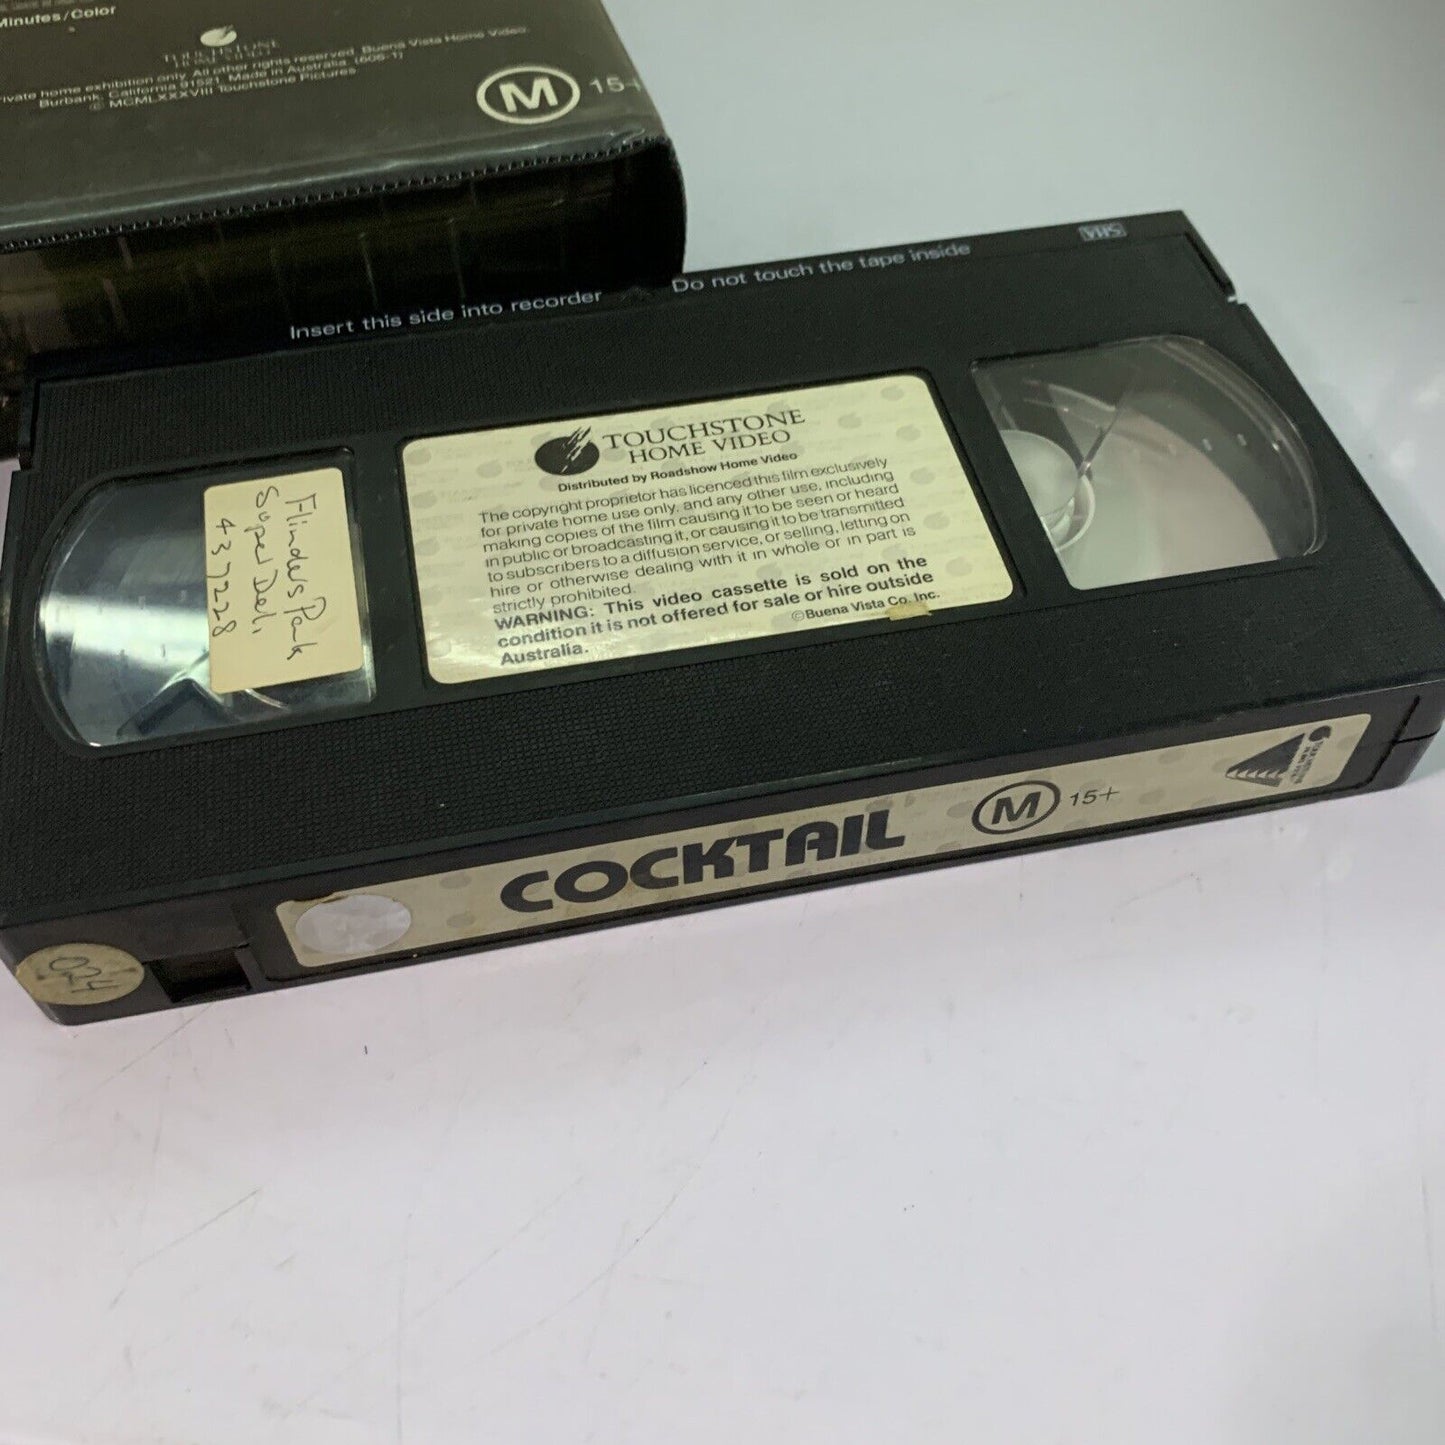 Minutes/Color
TOUCHSTONE
HOME VIDEO
private home exhibition only. All other rights reserved. Buena Vista Home Video.
Burbank, California 91521. Made in Australia. (606-1)
© MCMLXXXVIII Touchstone Pictures
M 15+
Insert this side into recorder
Do not touch the tape inside
VHS
Flinders Park
Super Deli
437228
TOUCHSTONE
HOME VIDEO
Distributed by Roadshow Home Video
The copyright proprietor has licenced this film exclusively
for private home use only, and any other use, including
making copies of the film causing it to be seen or heard
in public or broadcasting it, or causing it to be transmitted
to subscribers to a diffusion service, or selling, letting on
hire or otherwise dealing with it in whole or in part is
strictly prohibited.
WARNING: This video cassette is sold on the
condition it is not offered for sale or hire outside
Australia.
©Buena Vista Co. Inc.
COCKTAIL
M 15+
024